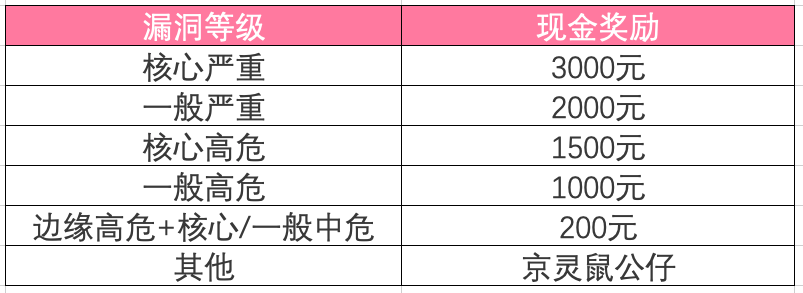 漏洞等级 现金奖励
核心严重 3000元
一般严重 2000元
核心高危 1500元
一般高危 1000元
边缘高危+核心/一般中危 200元
其他 京灵鼠公仔